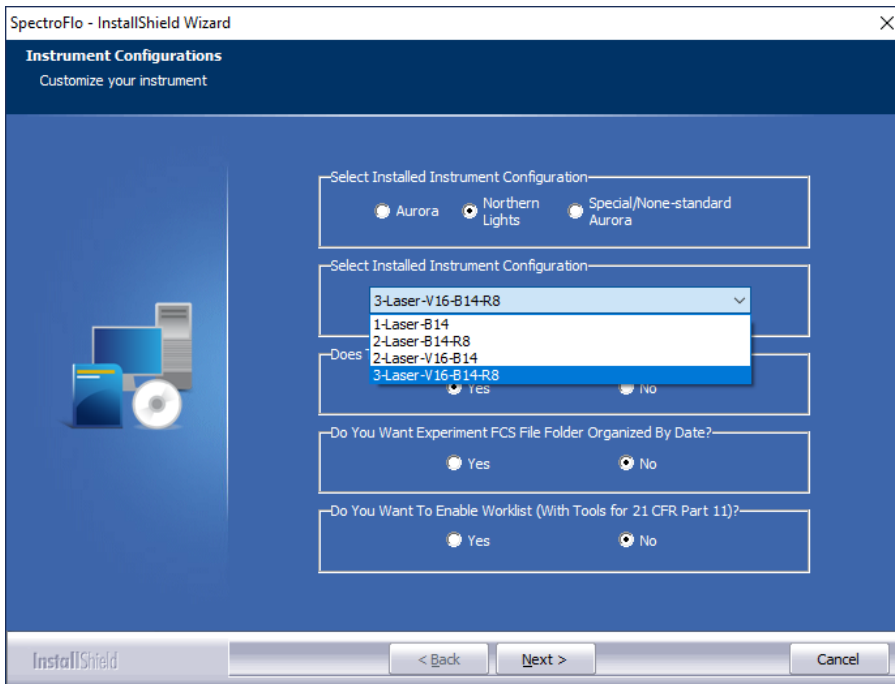 SpectroFlo - InstallShield Wizard
Instrument Configurations
Customize your instrument
Select Installed Instrument Configuration
Aurora
Northern
Lights
Special/None-standard
Aurora
Select Installed Instrument Configuration
3-Laser-V16-B14-R8
1-Laser-B14
2-Laser-B14-R8
2-Laser-V16-B14
3-Laser-V16-B14-R8
Does
Yes No
Do You Want Experiment FCS File Folder Organized By Date?
Yes No
Do You Want To Enable Worklist (With Tools for 21 CFR Part 11)?
Yes No
InstallShield
< Back Next > Cancel